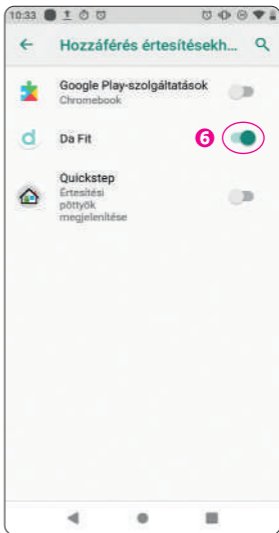 10:33
Hozzáférés értesítésekh...
Google Play-szolgáltatások
Chromebook
d
Da Fit
6
Quickstep
Értesítési
pöttyök
megjelenítése